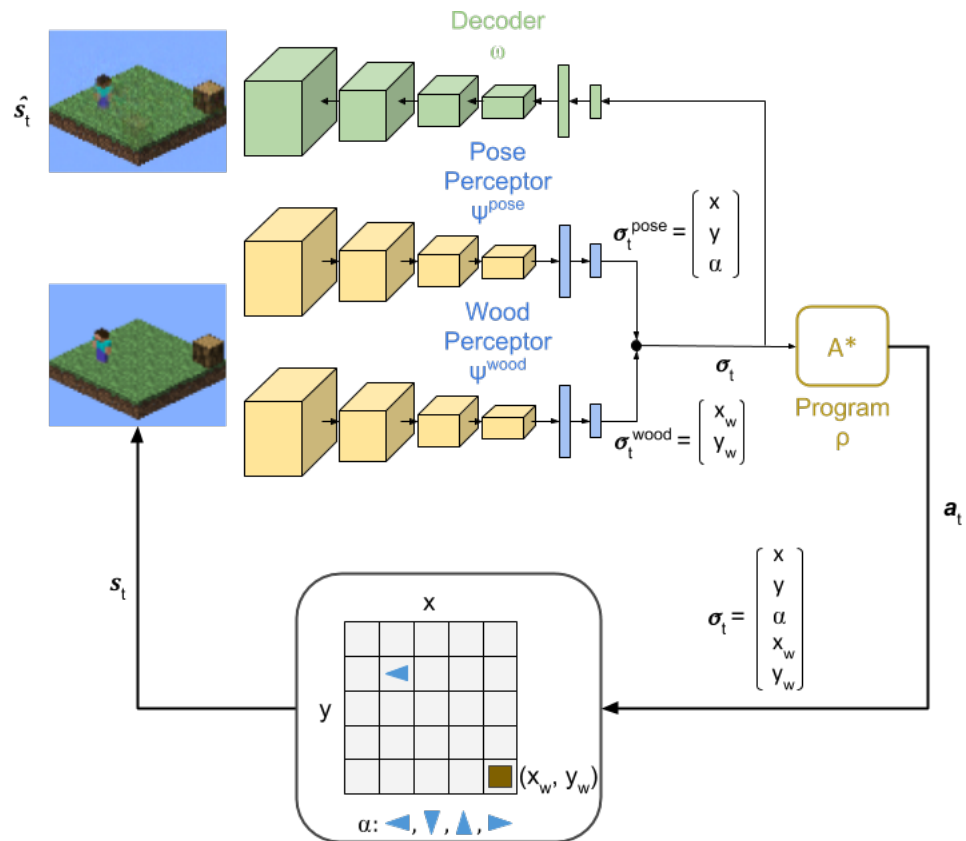 Decoder
ω
ŝt
Pose
Perceptor
Ψpose
σtpose = ( x y α )
Wood
Perceptor
Ψwood
σt
A*
Program
ρ
σtwood = ( xw yw )
at
st
σt = ( x y α xw yw )
x
y
(xw, yw)
α: ◀, ▼, ▲, ▶